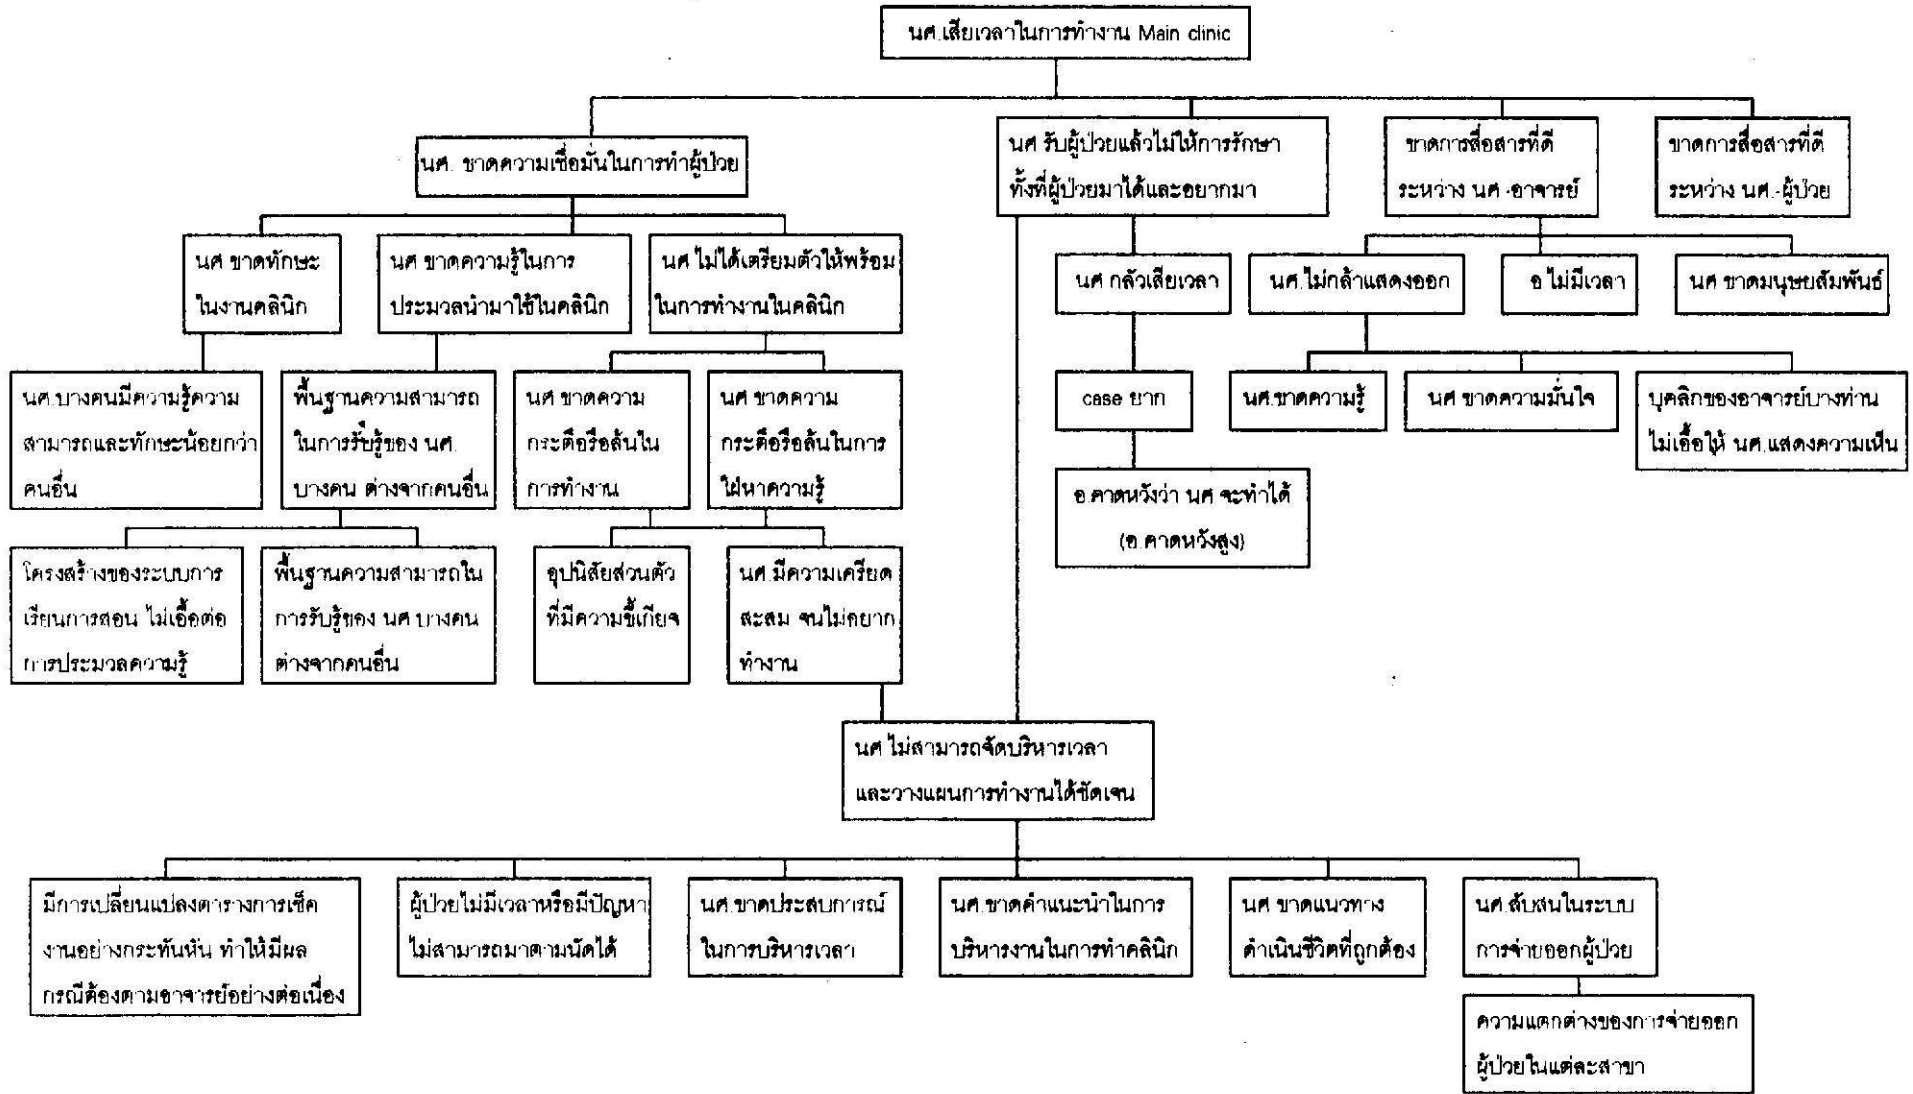 นศ.เสียเวลาในการทำงาน Main clinic
นศ. ขาดความเชื่อมั่นในการทำผู้ป่วย
นศ รับผู้ป่วยแล้วไม่ให้การรักษา
ทั้งที่ผู้ป่วยมาได้และอยากมา
ขาดการสื่อสารที่ดี
ระหว่าง นศ -อาจารย์
ขาดการสื่อสารที่ดี
ระหว่าง นศ.-ผู้ป่วย
นศ ขาดทักษะ
ในงานคลินิก
นศ ขาดความรู้ในการ
ประมวลนำมาใช้ในคลินิก
นศ ไม่ได้เตรียมตัวให้พร้อม
ในการทำงานในคลินิก
นศ กลัวเสียเวลา
นศ.ไม่กล้าแสดงออก
อ ไม่มีเวลา
นศ ขาดมนุษยสัมพันธ์
นศ.บางคนมีความรู้ความ
สามารถและทักษะน้อยกว่า
คนอื่น
พื้นฐานความสามารถ
ในการรับรู้ของ นศ.
บางคน ต่างจากคนอื่น
นศ ขาดความ
กระตือรือล้นใน
การทำงาน
นศ ขาดความ
กระตือรือล้นในการ
ใฝ่หาความรู้
case ยาก
นศ.ขาดความรู้
นศ ขาดความมั่นใจ
บุคลิกของอาจารย์บางท่าน
ไม่เอื้อให้ นศ.แสดงความเห็น
อ.คาดหวังว่า นศ จะทำได้
(อ.คาดหวังสูง)
โครงสร้างของระบบการ
เรียนการสอน ไม่เอื้อต่อ
การประมวลความรู้
พื้นฐานความสามารถใน
การรับรู้ของ นศ บางคน
ต่างจากคนอื่น
อุปนิสัยส่วนตัว
ที่มีความขี้เกียจ
นศ.มีความเครียด
สะสม จนไม่อยาก
ทำงาน
นศ ไม่สามารถจัดบริหารเวลา
และวางแผนการทำงานได้ชัดเจน
มีการเปลี่ยนแปลงตารางการเช็ค
งานอย่างกระทันหัน ทำให้มีผล
กรณีต้องตามอาจารย์อย่างต่อเนื่อง
ผู้ป่วยไม่มีเวลาหรือมีปัญหา
ไม่สามารถมาตามนัดได้
นศ.ขาดประสบการณ์
ในการบริหารเวลา
นศ.ขาดคำแนะนำในการ
บริหารงานในการทำคลินิก
นศ ขาดแนวทาง
ดำเนินชีวิตที่ถูกต้อง
นศ.สับสนในระบบ
การจ่ายออกผู้ป่วย
ความแตกต่างของการจ่ายออก
ผู้ป่วยในแต่ละสาขา